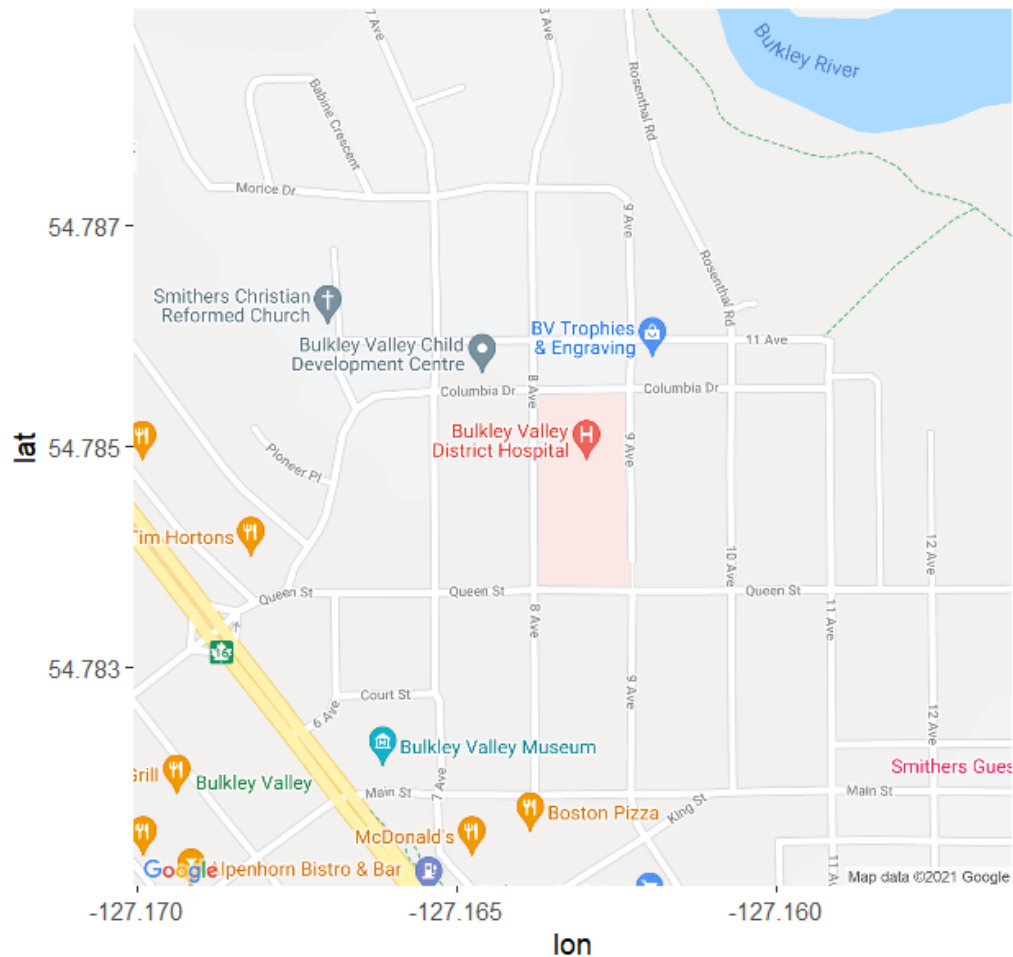 7 Ave
8 Ave
Bulkley River
Rosenthal Rd
Babine Crescent
Morice Dr
9 Ave
54.787
Rosenthal Rd
Smithers Christian
Reformed Church
BV Trophies
& Engraving
11 Ave
Bulkley Valley Child
Development Centre
Columbia Dr
8 Ave
Columbia Dr
Bulkley Valley
District Hospital
H
9 Ave
lat
54.785
Pioneer Pl
Tim Hortons
10 Ave
12 Ave
Queen St
Queen St
Queen St
8 Ave
11 Ave
16
54.783
Court St
9 Ave
6 Ave
12 Ave
Bulkley Valley Museum
Smithers Gues
Grill
Bulkley Valley
7 Ave
Main St
Main St
King St
Boston Pizza
McDonald's
11 Av
Google
lpenhorn Bistro & Bar
Map data ©2021 Google
-127.170
-127.165
-127.160
lon